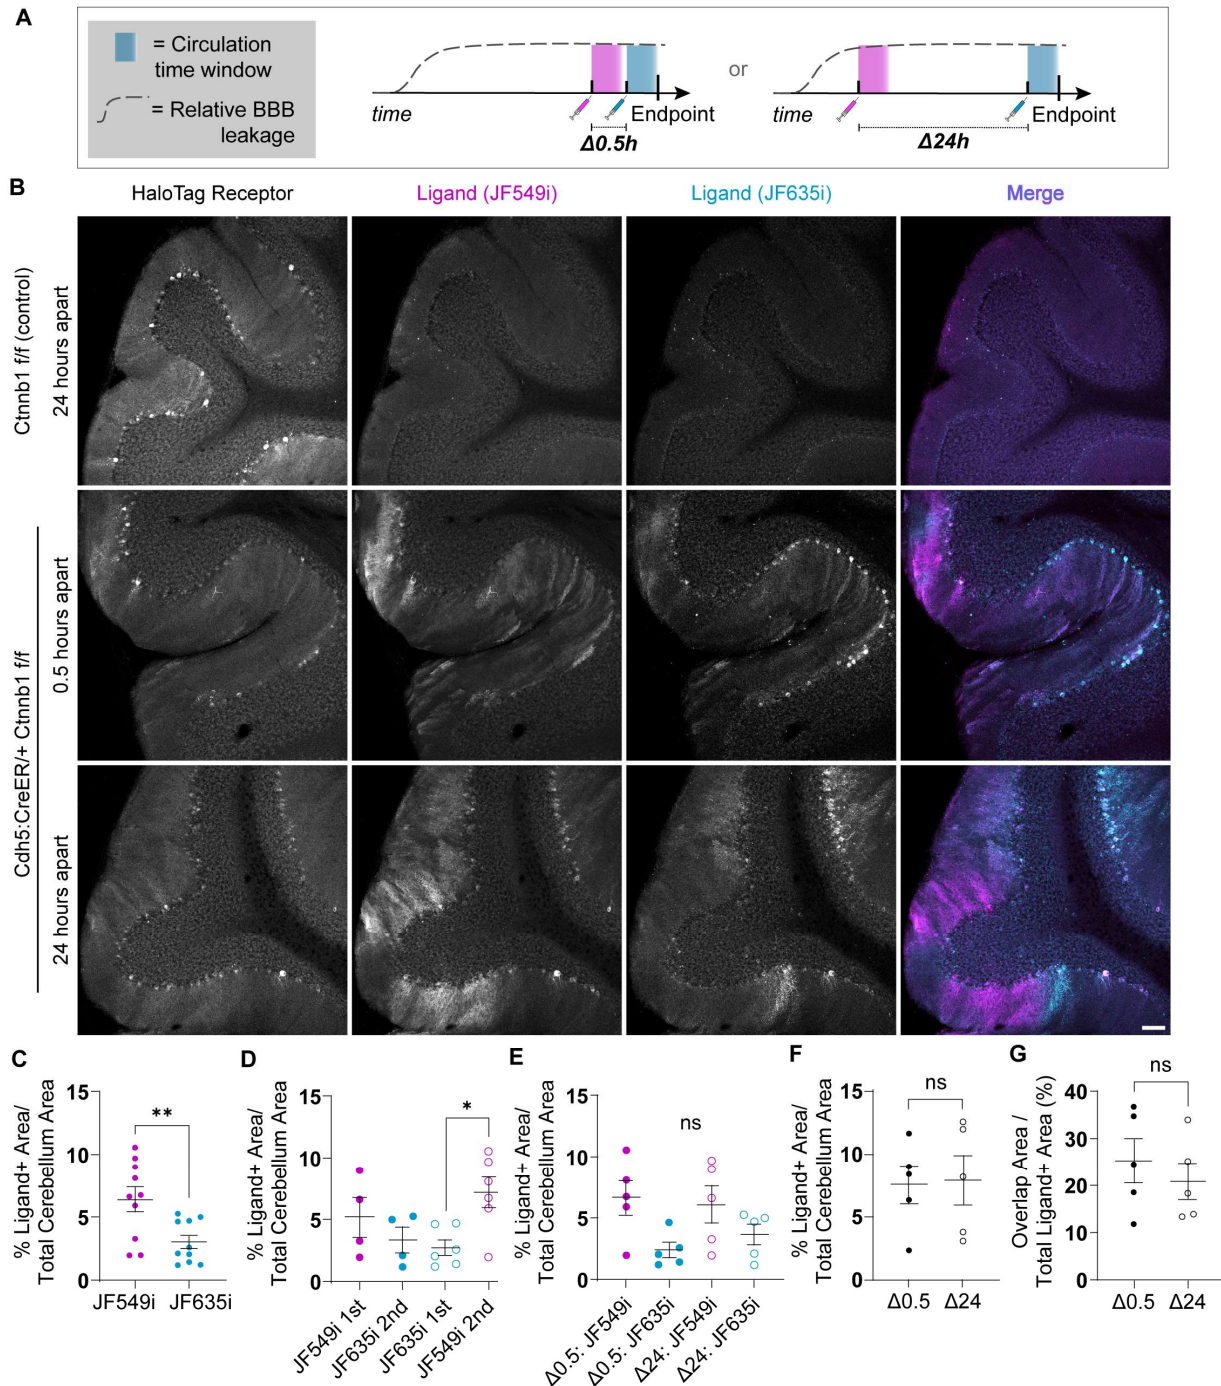 A
= Circulation
time window
= Relative BBB
leakage
time
Endpoint
Δ0.5h
or
time
Endpoint
Δ24h
B
HaloTag Receptor
Ligand (JF549i)
Ligand (JF635i)
Merge
Ctnnb1 f/f (control)
24 hours apart
Cdh5:CreER/+ Ctnnb1 f/f
0.5 hours apart
24 hours apart
C
% Ligand+ Area/
Total Cerebellum Area
15
10
5
0
**
JF549i
JF635i
D
% Ligand+ Area/
Total Cerebellum Area
15
10
5
0
*
JF549i 1st
JF635i 2nd
JF635i 1st
JF549i 2nd
E
% Ligand+ Area/
Total Cerebellum Area
15
10
5
0
ns
Δ0.5: JF549i
Δ0.5: JF635i
Δ24: JF549i
Δ24: JF635i
F
% Ligand+ Area/
Total Cerebellum Area
15
10
5
0
ns
Δ0.5
Δ24
G
Overlap Area /
Total Ligand+ Area (%)
40
30
20
10
0
ns
Δ0.5
Δ24